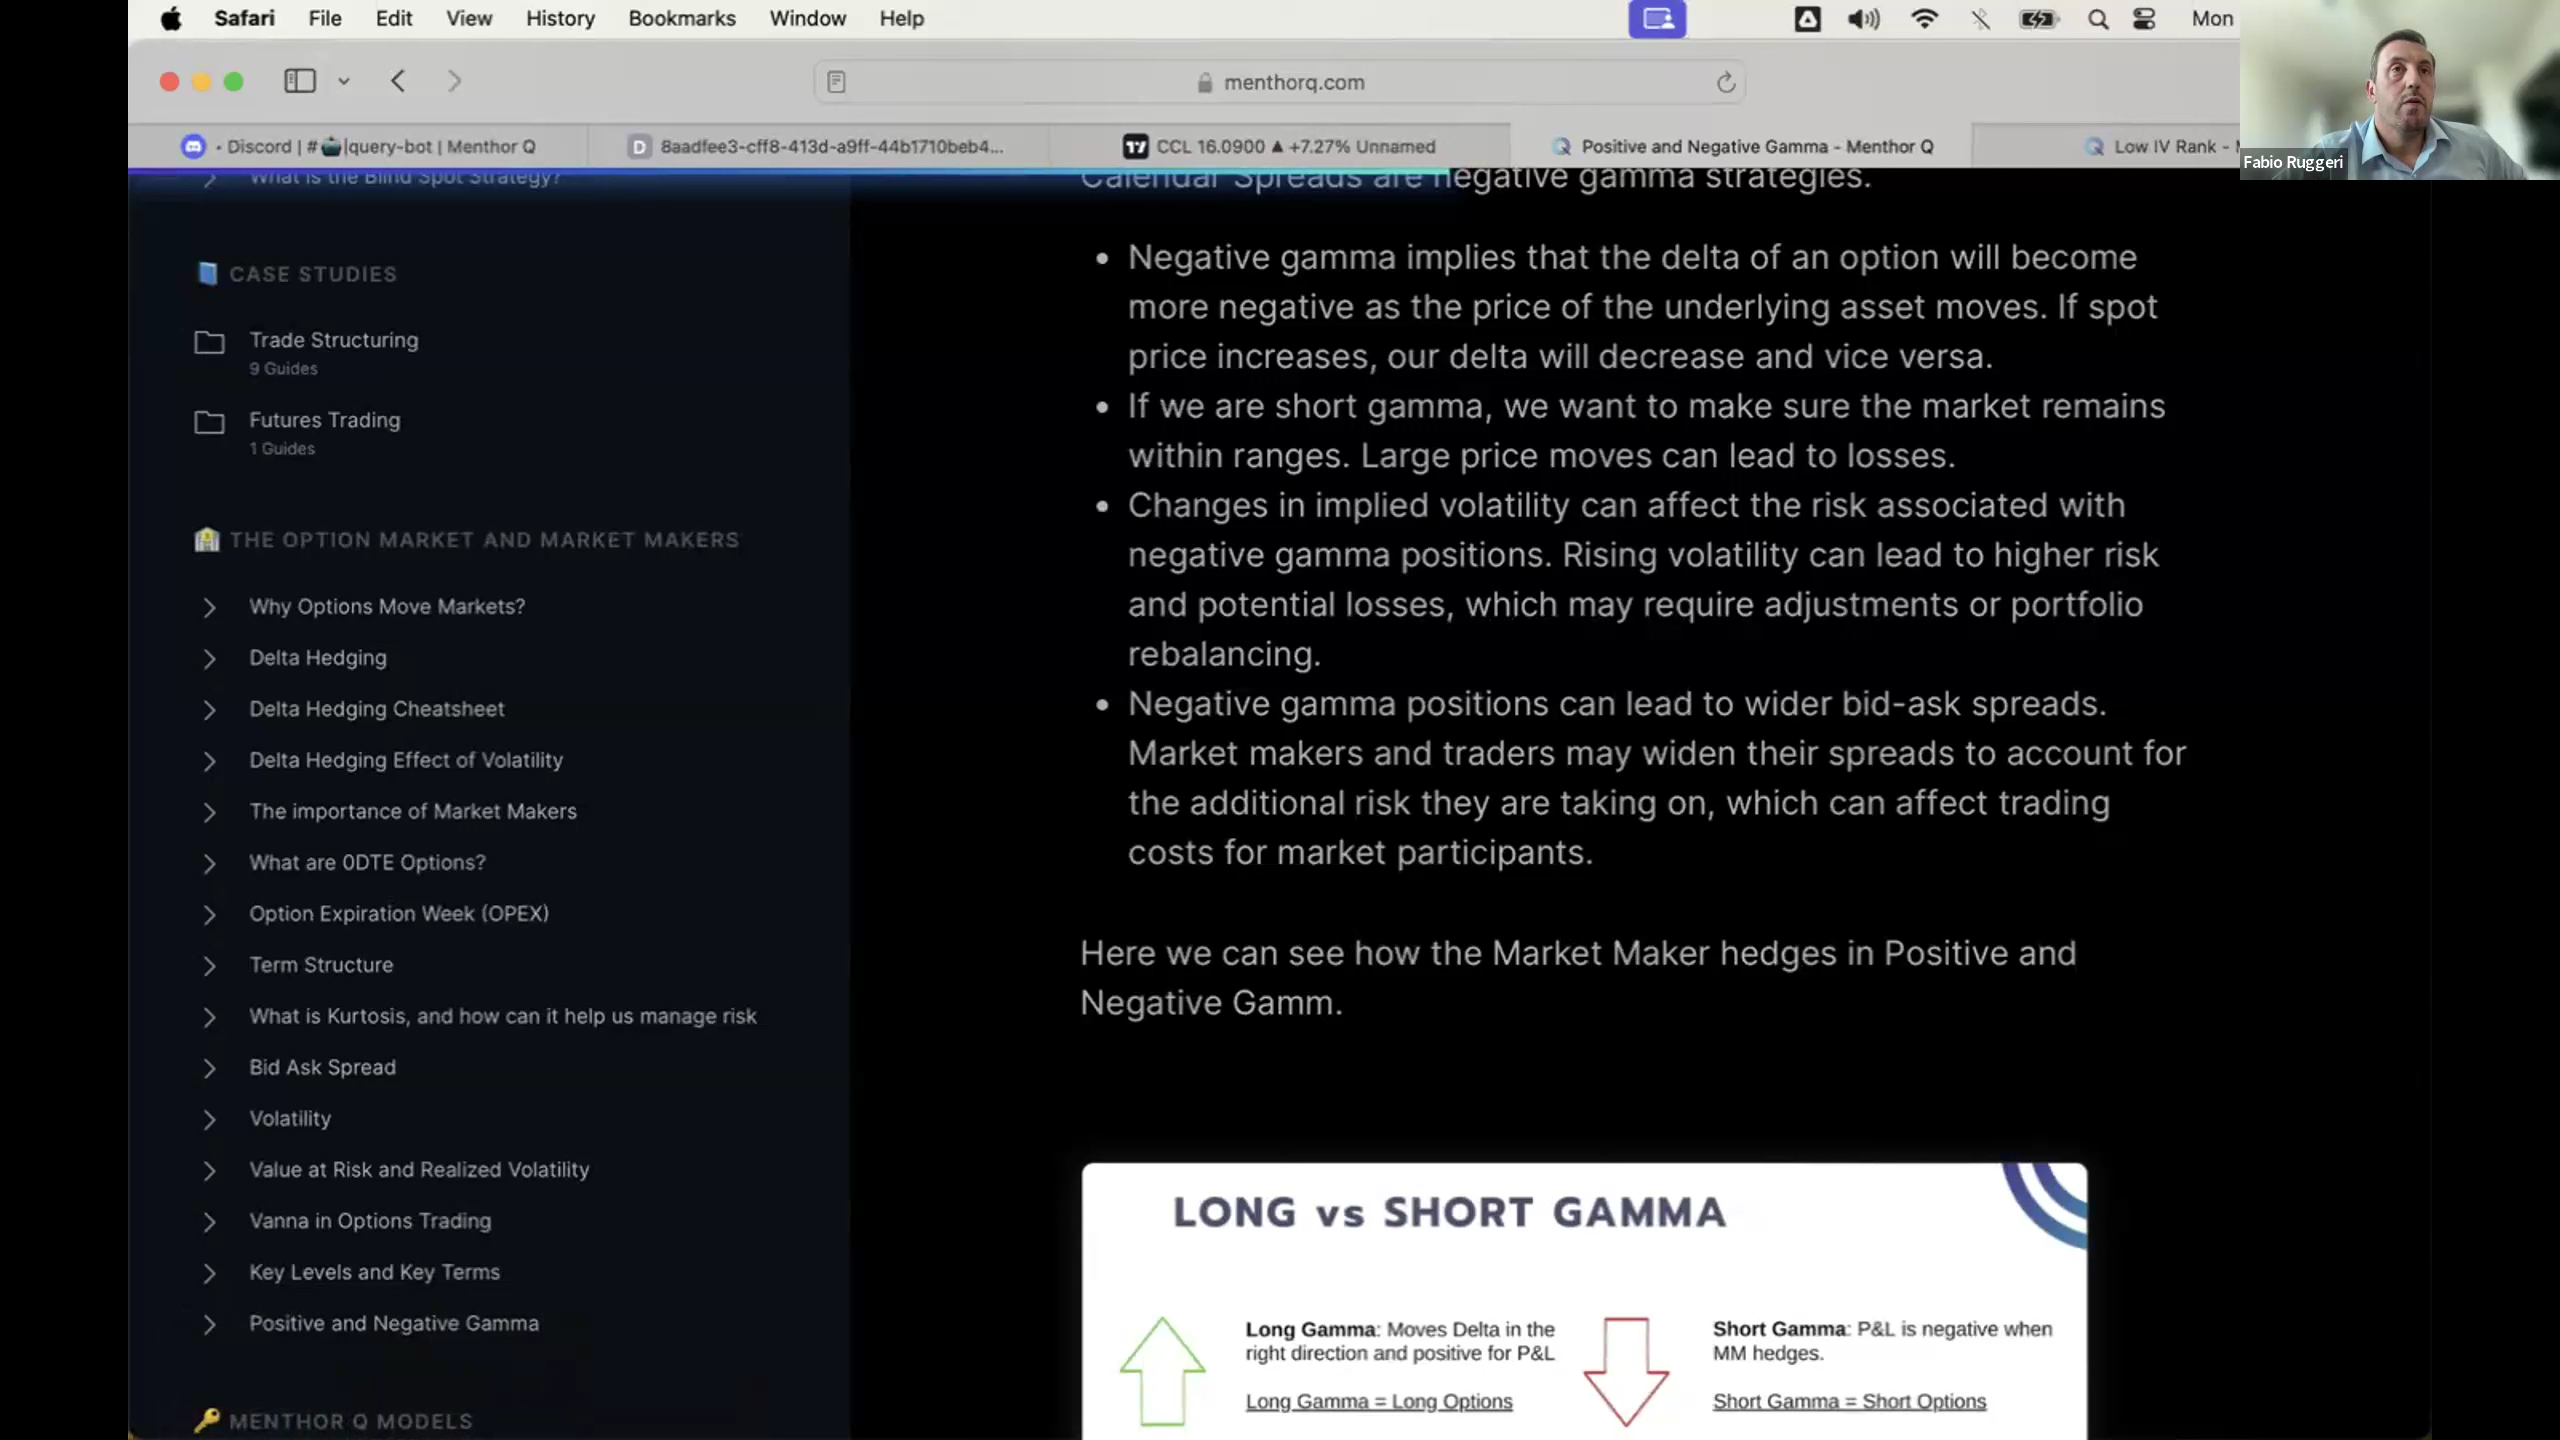 Safari File Edit View History Bookmarks Window Help Mon
menthorq.com
• Discord | #|query-bot | Menthor Q
8aadfee3-cff8-413d-a9ff-44b1710beb4...
CCL 16.0900 ▲ +7.27% Unnamed
Positive and Negative Gamma - Menthor Q
Low IV Rank -
Fabio Ruggeri
What is the Blind Spot Strategy?
CASE STUDIES
Trade Structuring
9 Guides
Futures Trading
1 Guides
THE OPTION MARKET AND MARKET MAKERS
Why Options Move Markets?
Delta Hedging
Delta Hedging Cheatsheet
Delta Hedging Effect of Volatility
The importance of Market Makers
What are 0DTE Options?
Option Expiration Week (OPEX)
Term Structure
What is Kurtosis, and how can it help us manage risk
Bid Ask Spread
Volatility
Value at Risk and Realized Volatility
Vanna in Options Trading
Key Levels and Key Terms
Positive and Negative Gamma
MENTHOR Q MODELS
Calendar Spreads are negative gamma strategies.
• Negative gamma implies that the delta of an option will become
more negative as the price of the underlying asset moves. If spot
price increases, our delta will decrease and vice versa.
• If we are short gamma, we want to make sure the market remains
within ranges. Large price moves can lead to losses.
• Changes in implied volatility can affect the risk associated with
negative gamma positions. Rising volatility can lead to higher risk
and potential losses, which may require adjustments or portfolio
rebalancing.
• Negative gamma positions can lead to wider bid-ask spreads.
Market makers and traders may widen their spreads to account for
the additional risk they are taking on, which can affect trading
costs for market participants.
Here we can see how the Market Maker hedges in Positive and
Negative Gamm.
LONG vs SHORT GAMMA
Long Gamma: Moves Delta in the
right direction and positive for P&L
Long Gamma = Long Options
Short Gamma: P&L is negative when
MM hedges.
Short Gamma = Short Options